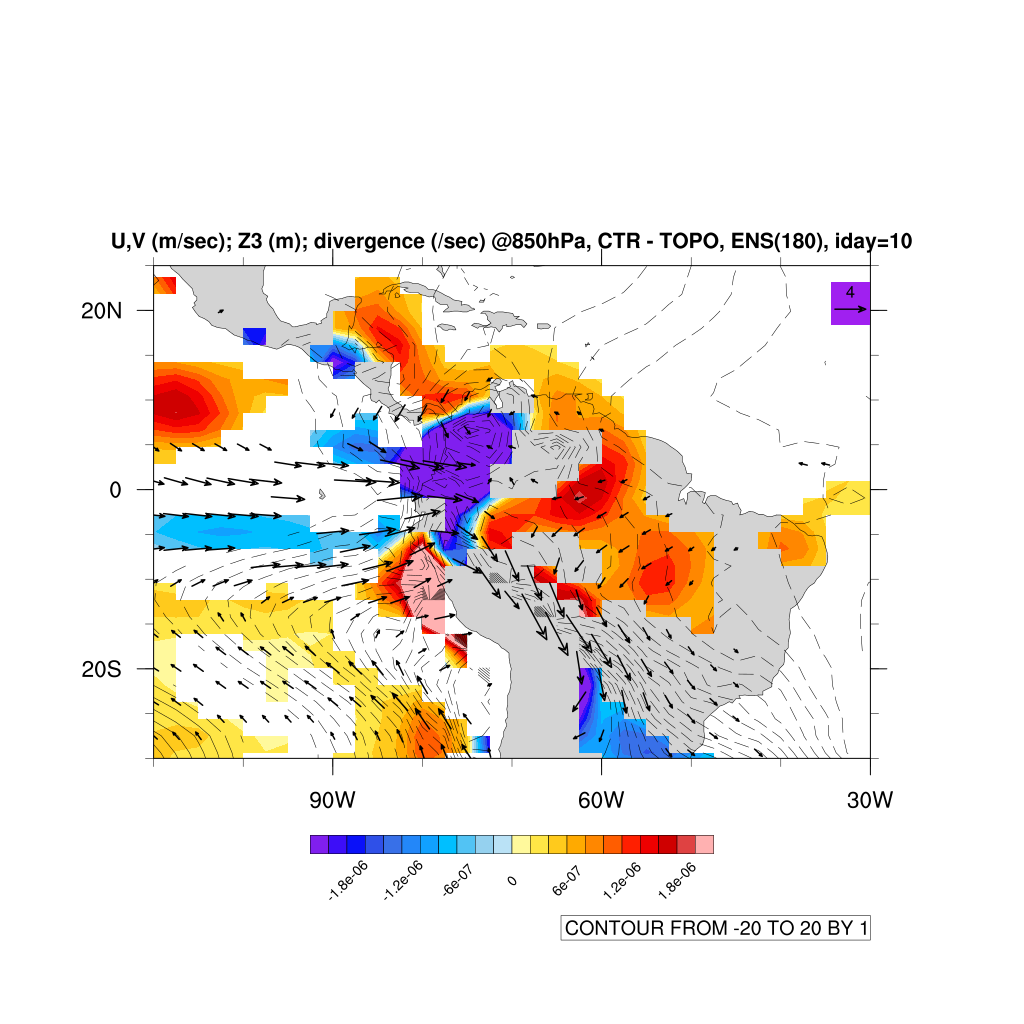 U,V (m/sec); Z3 (m); divergence (/sec) @850hPa, CTR - TOPO, ENS(180), iday=10
4
20N
0
20S
90W 60W 30W
-1.8e-06 -1.2e-06 -6e-07 0 6e-07 1.2e-06 1.8e-06
CONTOUR FROM -20 TO 20 BY 1